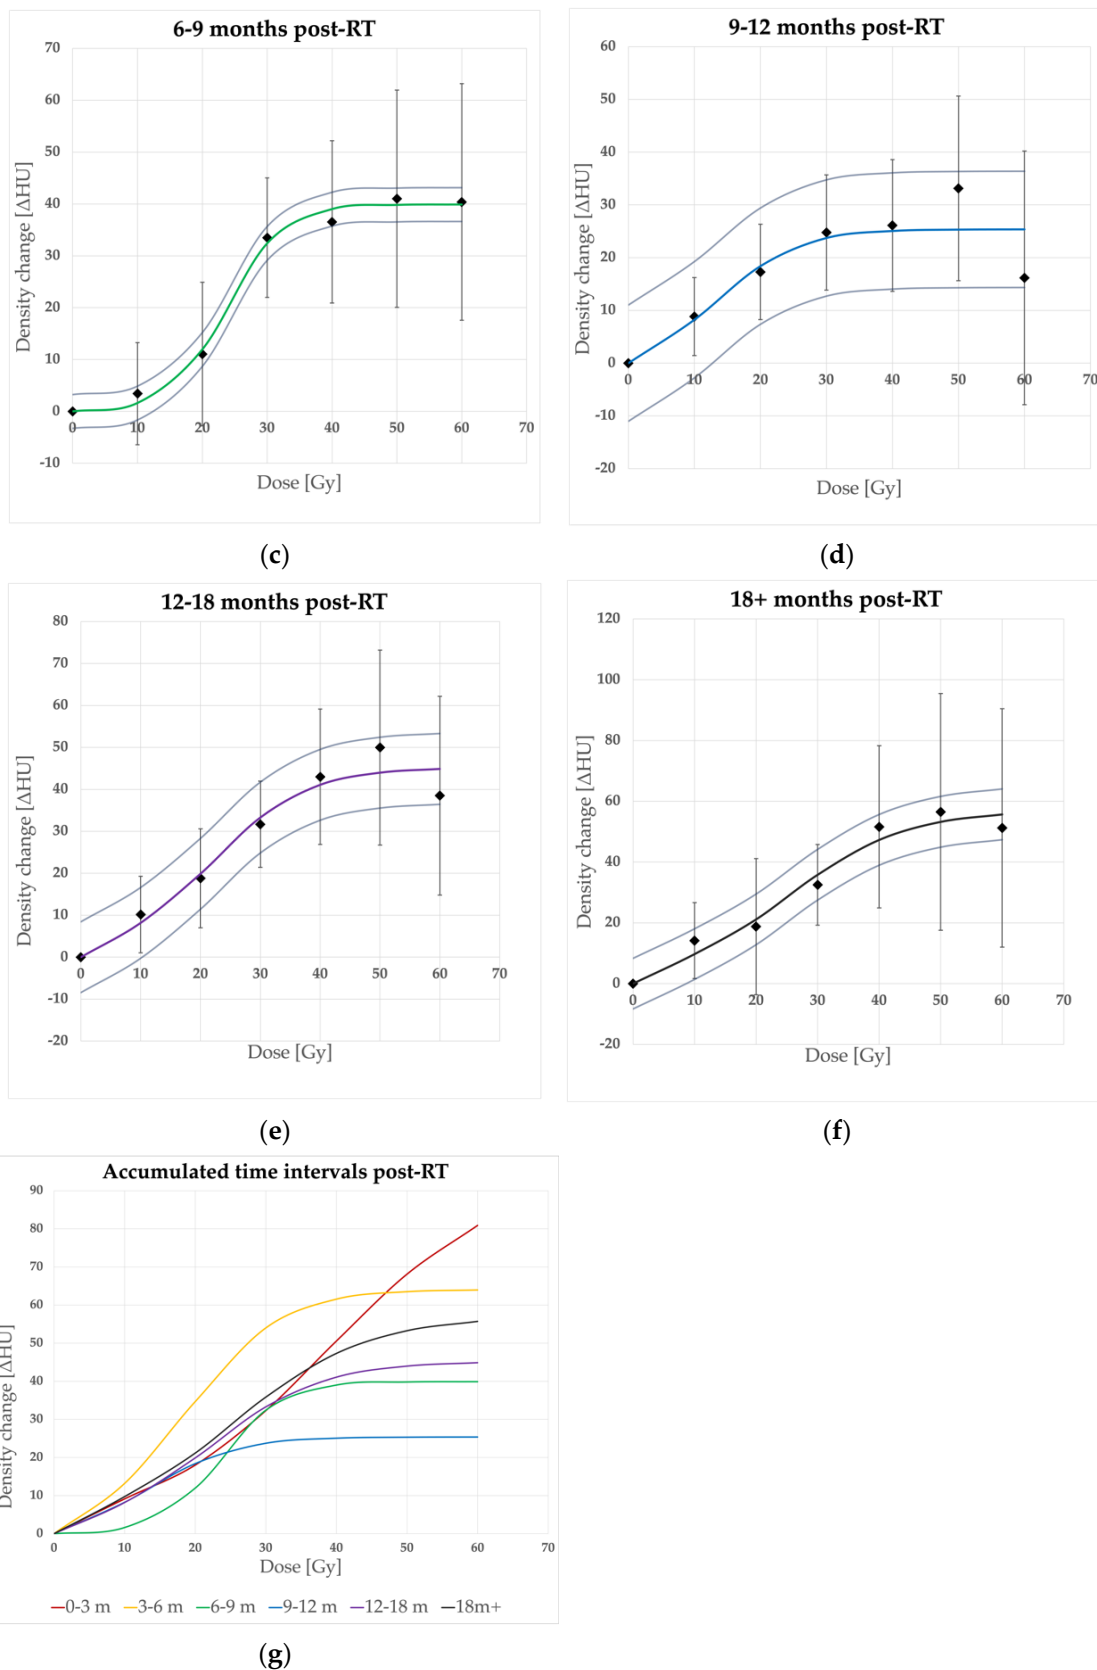 6-9 months post-RT
70
60
50
40
30
20
10
0
-10
0 10 20 30 40 50 60 70
Density change [ΔHU]
Dose [Gy]
(c)
9-12 months post-RT
60
50
40
30
20
10
0
-10
-20
0 10 20 30 40 50 60 70
Density change [ΔHU]
Dose [Gy]
(d)
12-18 months post-RT
80
70
60
50
40
30
20
10
0
-10
-20
0 10 20 30 40 50 60 70
Density change [ΔHU]
Dose [Gy]
(e)
18+ months post-RT
120
100
80
60
40
20
0
-20
0 10 20 30 40 50 60 70
Density change [ΔHU]
Dose [Gy]
(f)
Accumulated time intervals post-RT
90
80
70
60
50
40
30
20
10
0
0 10 20 30 40 50 60 70
Density change [ΔHU]
Dose [Gy]
0-3 m 3-6 m 6-9 m 9-12 m 12-18 m 18m+
(g)